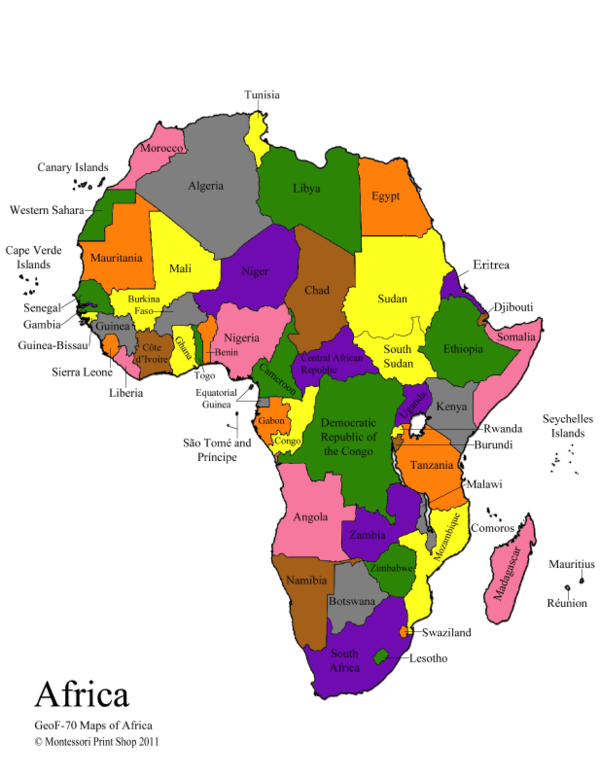 Tunisia
Morocco
Canary Islands
Algeria
Libya
Egypt
Western Sahara
Cape Verde
Islands
Mauritania
Mali
Niger
Chad
Sudan
Eritrea
Senegal
Gambia
Guinea-Bissau
Burkina
Faso
Guinea
Djibouti
Somalia
Sierra Leone
Liberia
Côte
d'Ivoire
Ghana
Togo
Benin
Nigeria
Cameroon
Central African
Republic
South
Sudan
Ethiopia
Equatorial
Guinea
São Tomé and
Príncipe
Gabon
Congo
Democratic
Republic of
the Congo
Uganda
Kenya
Rwanda
Burundi
Seychelles
Islands
Tanzania
Malawi
Angola
Zambia
Mozambique
Comoros
Madagascar
Mauritius
Réunion
Namibia
Botswana
Zimbabwe
South
Africa
Swaziland
Lesotho
Africa
GeoF-70 Maps of Africa
© Montessori Print Shop 2011